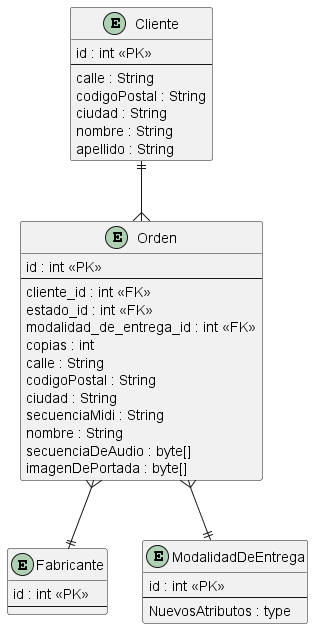 E Cliente
id : int «PK»
calle : String
codigoPostal : String
ciudad : String
nombre : String
apellido : String
E Orden
id : int «PK»
cliente_id : int «FK»
estado_id : int «FK»
modalidad_de_entrega_id : int «FK»
copias : int
calle : String
codigoPostal : String
ciudad : String
secuenciaMidi : String
nombre : String
secuenciaDeAudio : byte[]
imagenDePortada : byte[]
E Fabricante
id : int «PK»
E ModalidadDeEntrega
id : int «PK»
NuevosAtributos : type